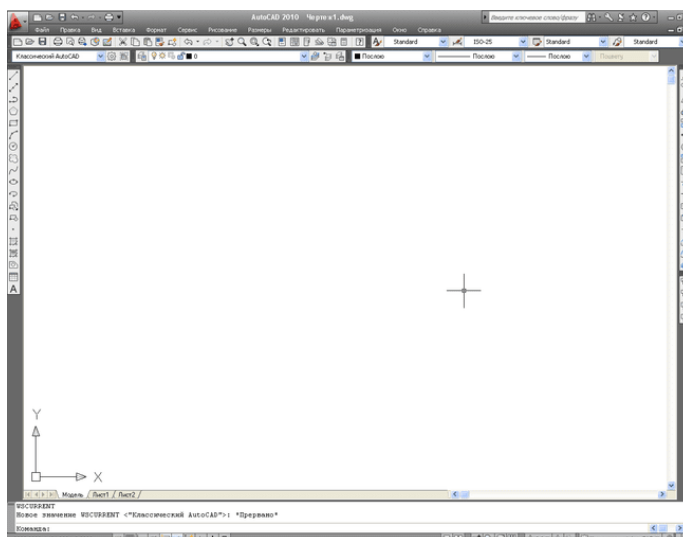 AutoCAD 2010 Чертеж1.dwg Введите ключевое слово/фразу
Файл Правка Вид Вставка Формат Сервис Рисование Размеры Редактировать Параметризация Окно Справка
Standard ISO-25 Standard Standard
Классический AutoCAD 0 Послою Послою Послою
A
Y
X
Модель Лист1 Лист2
WSCURRENT
Новое значение WSCURRENT <"Классический AutoCAD">: *Прервано*
Команда: